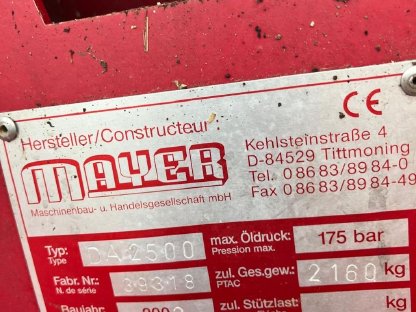 Hersteller/Constructeur :
CE
MAYER
Maschinenbau- u. Handelsgesellschaft mbH
Kehlsteinstraße 4
D-84529 Tittmoning
Tel. 0 86 83/89 84-0
Fax 0 86 83/89 84-49
Typ: DA 2500
Type
max. Öldruck: 175 bar
Pression max.
Fabr. Nr.: 39318
N. de série
zul. Ges.gew.: 2160 kg
PTAC
Baujahr
zul. Stützlast kg